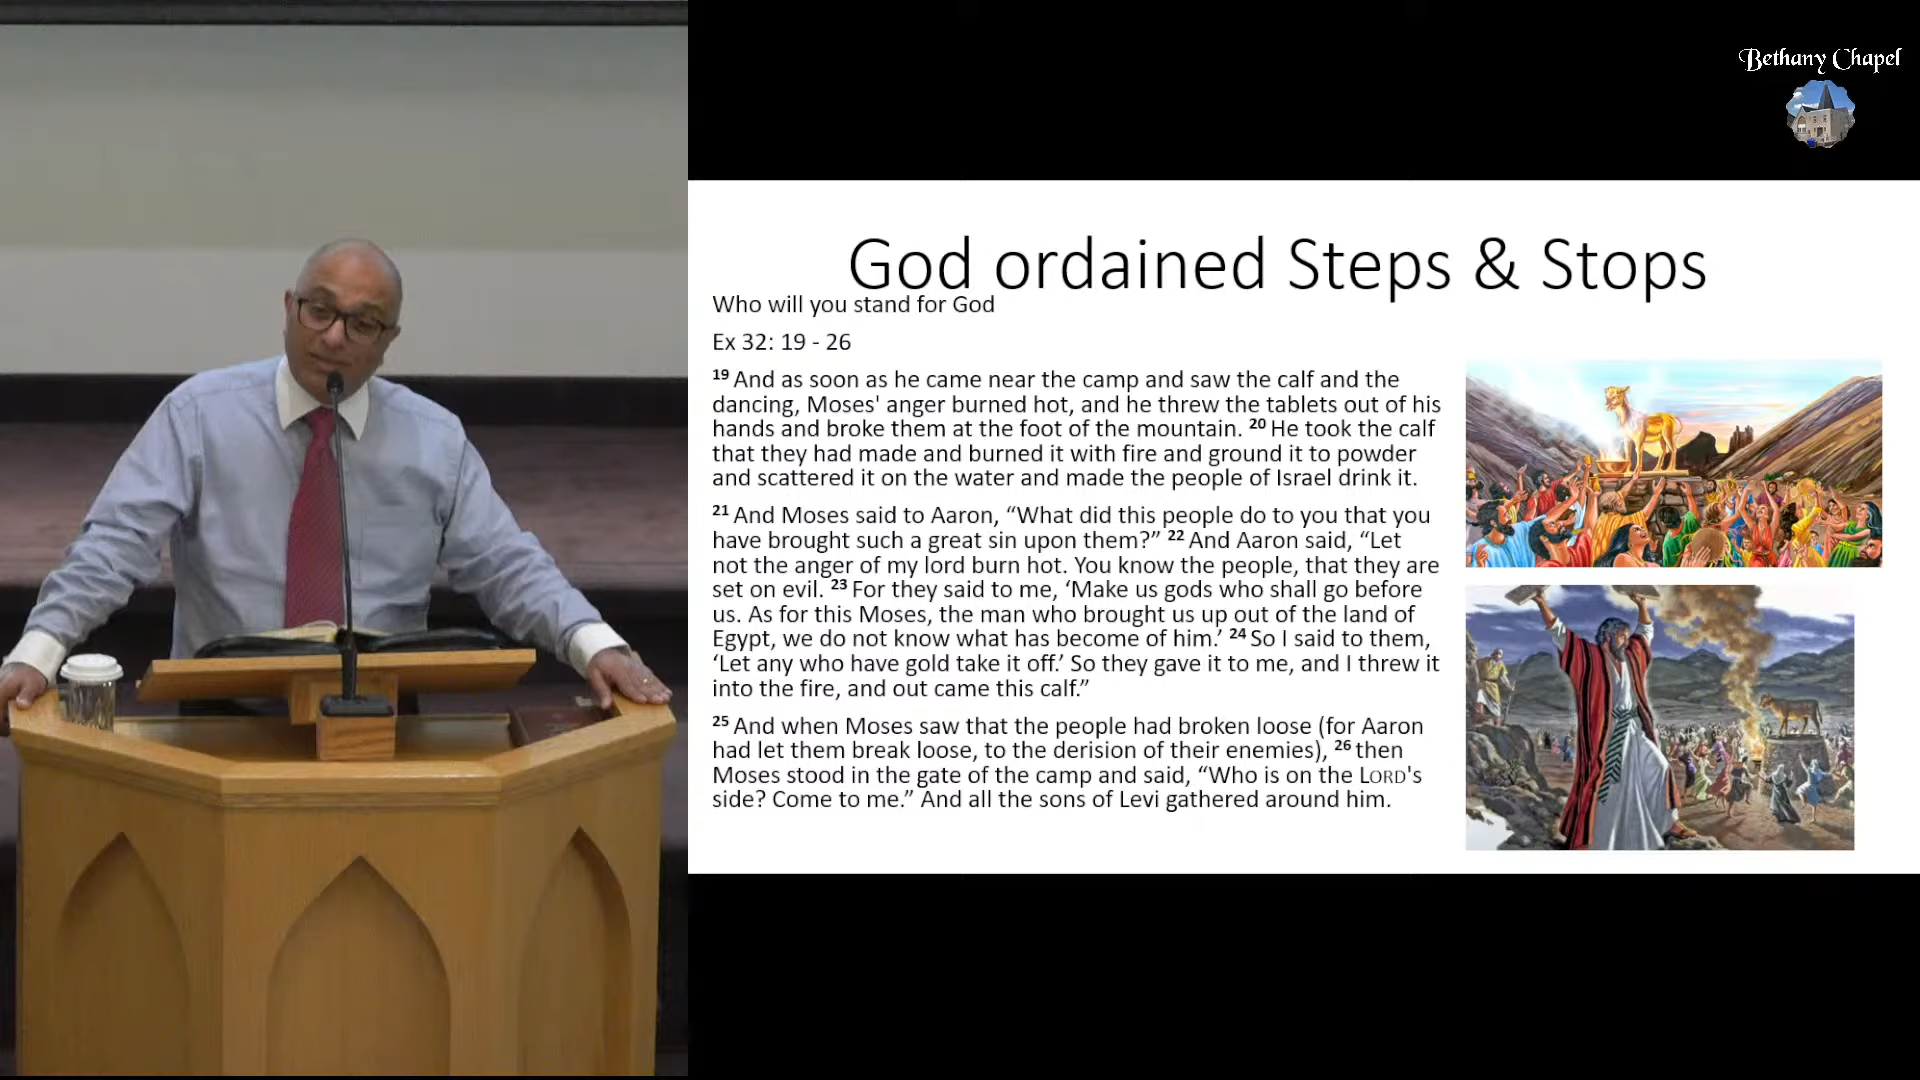 Bethany Chapel
God ordained Steps & Stops
Who will you stand for God
Ex 32: 19 - 26
19 And as soon as he came near the camp and saw the calf and the
dancing, Moses' anger burned hot, and he threw the tablets out of his
hands and broke them at the foot of the mountain. 20 He took the calf
that they had made and burned it with fire and ground it to powder
and scattered it on the water and made the people of Israel drink it.
21 And Moses said to Aaron, “What did this people do to you that you
have brought such a great sin upon them?” 22 And Aaron said, “Let
not the anger of my lord burn hot. You know the people, that they are
set on evil. 23 For they said to me, ‘Make us gods who shall go before
us. As for this Moses, the man who brought us up out of the land of
Egypt, we do not know what has become of him.’ 24 So I said to them,
‘Let any who have gold take it off.’ So they gave it to me, and I threw it
into the fire, and out came this calf.”
25 And when Moses saw that the people had broken loose (for Aaron
had let them break loose, to the derision of their enemies), 26 then
Moses stood in the gate of the camp and said, “Who is on the LORD's
side? Come to me.” And all the sons of Levi gathered around him.